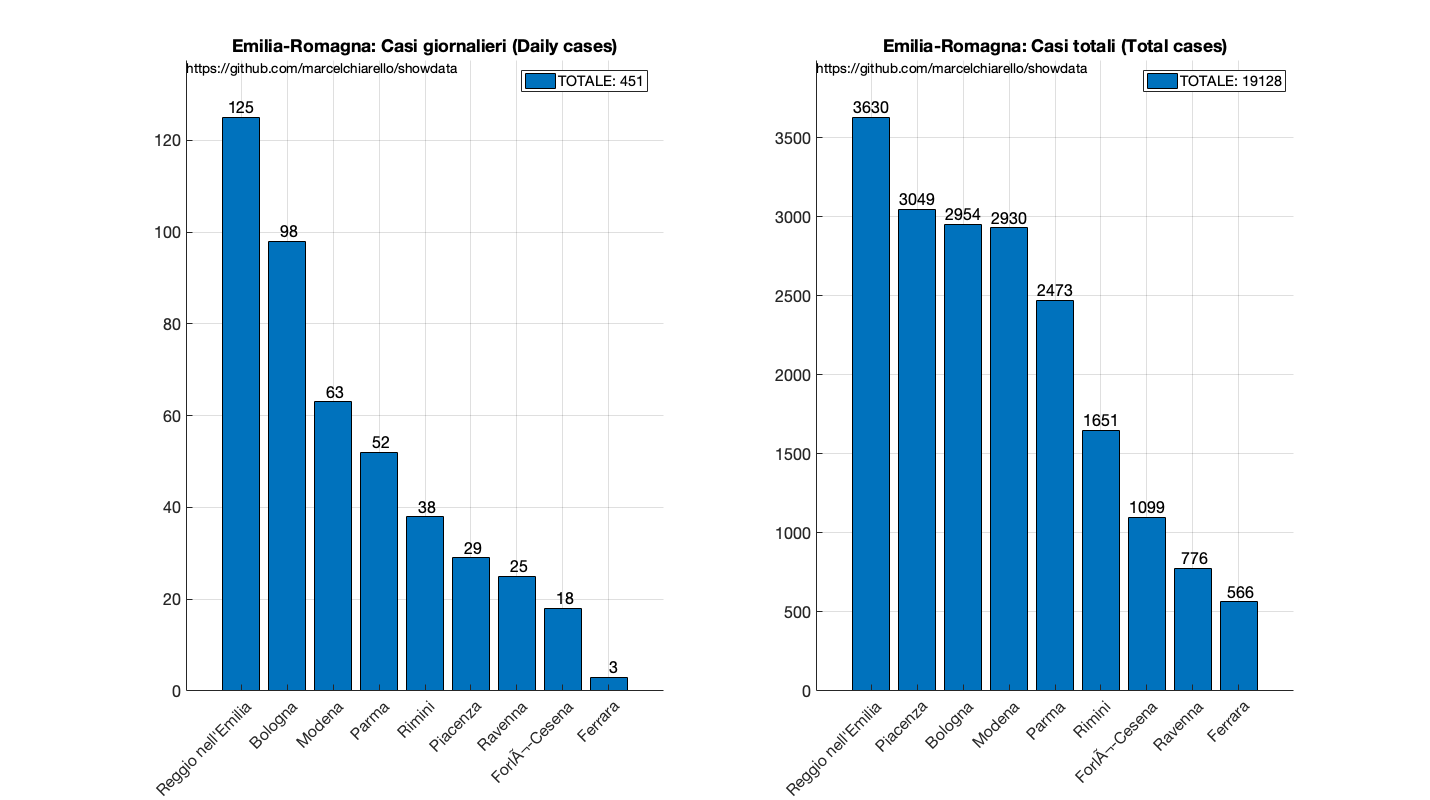 Emilia-Romagna: Casi giornalieri (Daily cases)
https://github.com/marcelchiarello/showdata
TOTALE: 451
125
98
63
52
38
29
25
18
3
120
100
80
60
40
20
0
Reggio nell'Emilia
Bologna
Modena
Parma
Rimini
Piacenza
Ravenna
ForlÃ¬-Cesena
Ferrara
Emilia-Romagna: Casi totali (Total cases)
https://github.com/marcelchiarello/showdata
TOTALE: 19128
3630
3049
2954
2930
2473
1651
1099
776
566
3500
3000
2500
2000
1500
1000
500
0
Reggio nell'Emilia
Piacenza
Bologna
Modena
Parma
Rimini
ForlÃ¬-Cesena
Ravenna
Ferrara